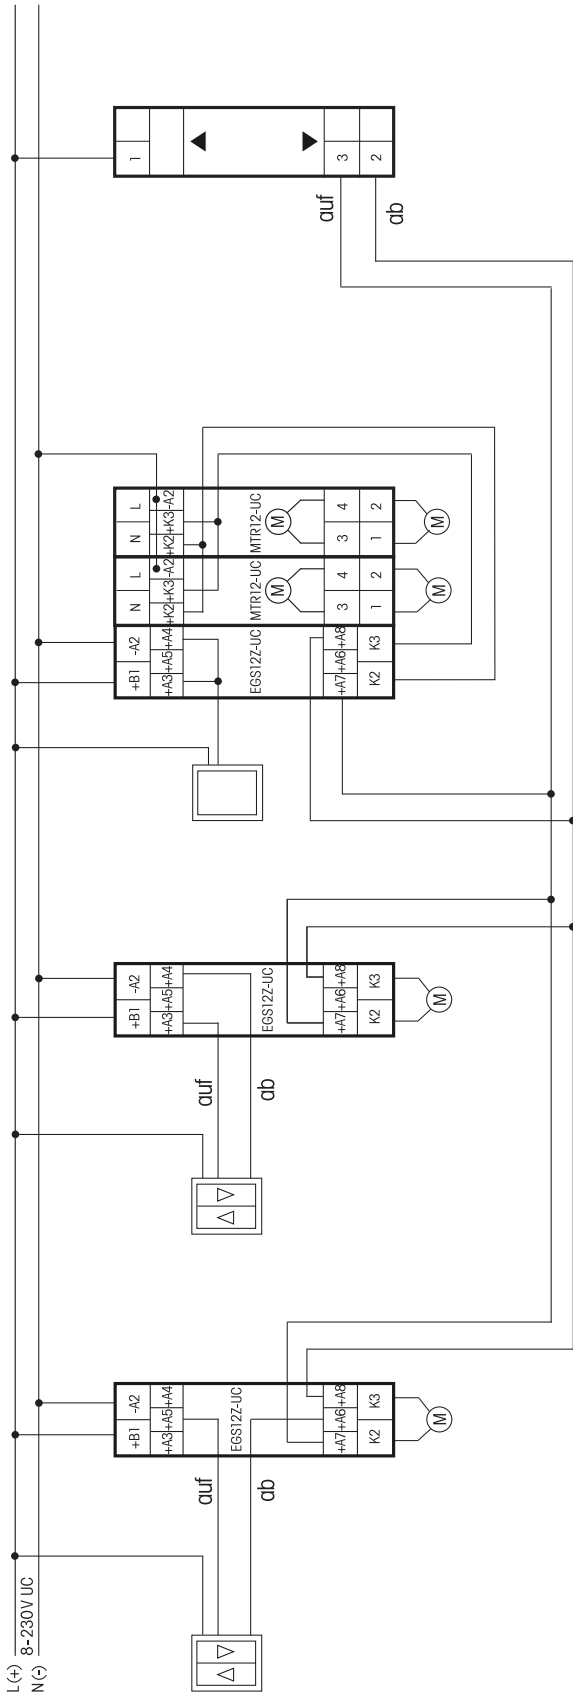 L(+)
8-230V UC
N(-)
auf
ab
+B1 -A2
+A3 +A5 +A4
EGS12Z-UC
+A7 +A6 +A8
K2 K3
M
auf
ab
+B1 -A2
+A3 +A5 +A4
EGS12Z-UC
+A7 +A6 +A8
K2 K3
M
+B1 -A2
+A3 +A5 +A4
EGS12Z-UC
+A7 +A6 +A8
K2 K3
N L
+K2 +K3 -A2
MTR12-UC
M
3 4
1 2
M
N L
+K2 +K3 -A2
MTR12-UC
M
3 4
1 2
M
1
3
2
auf
ab